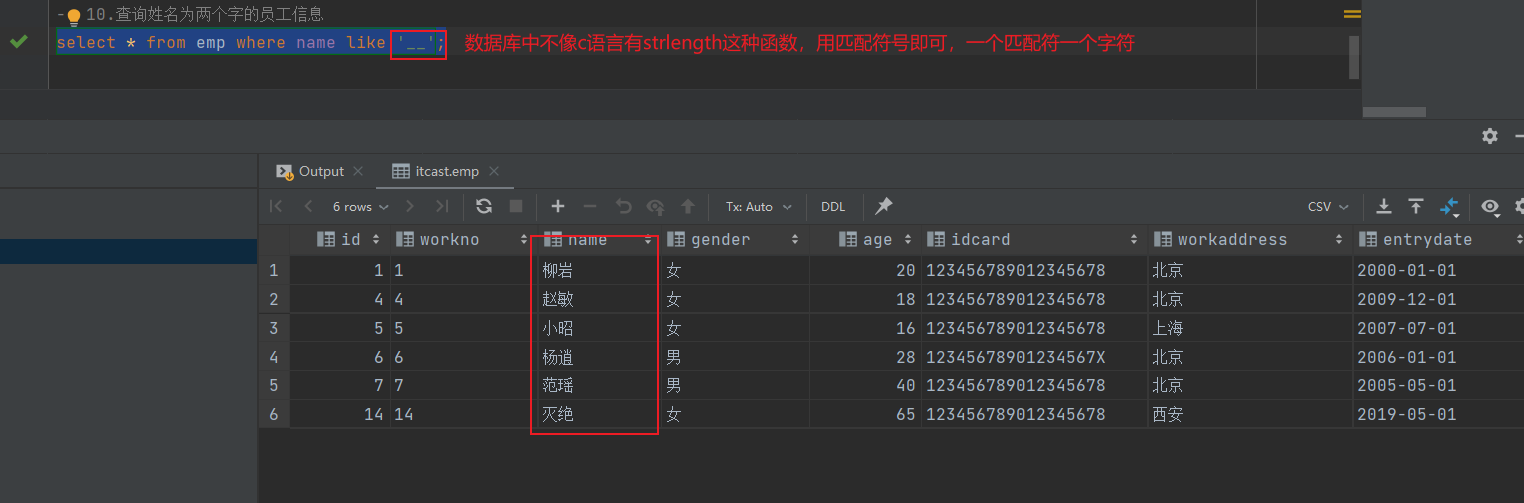 - 10.查询姓名为两个字的员工信息
select * from emp where name like '__'; 数据库中不像c语言有strlength这种函数，用匹配符号即可，一个匹配符一个字符
Output itcast.emp
6 rows Tx: Auto DDL CSV
id workno name gender age idcard workaddress entrydate
1 1 1 柳岩 女 20 123456789012345678 北京 2000-01-01
2 4 4 赵敏 女 18 123456789012345678 北京 2009-12-01
3 5 5 小昭 女 16 123456789012345678 上海 2007-07-01
4 6 6 杨逍 男 28 12345678901234567X 北京 2006-01-01
5 7 7 范瑶 男 40 123456789012345678 北京 2005-05-01
6 14 14 灭绝 女 65 123456789012345678 西安 2019-05-01